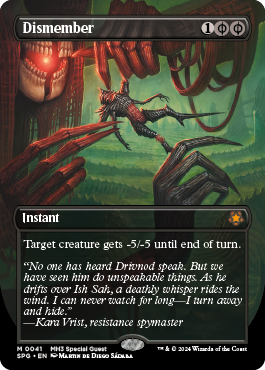 Dismember 1
Instant
Target creature gets -5/-5 until end of turn.
“No one has heard Drivnod speak. But we
have seen him do unspeakable things. As he
drifts over Ish Sah, a deathly whisper rides the
wind. I can never watch for long—I turn away
and hide.”
—Kara Vrist, resistance spymaster
M 0041 MH3 Special Guest
SPG • EN Martin de Diego Sádaba
™ & © 2024 Wizards of the Coast